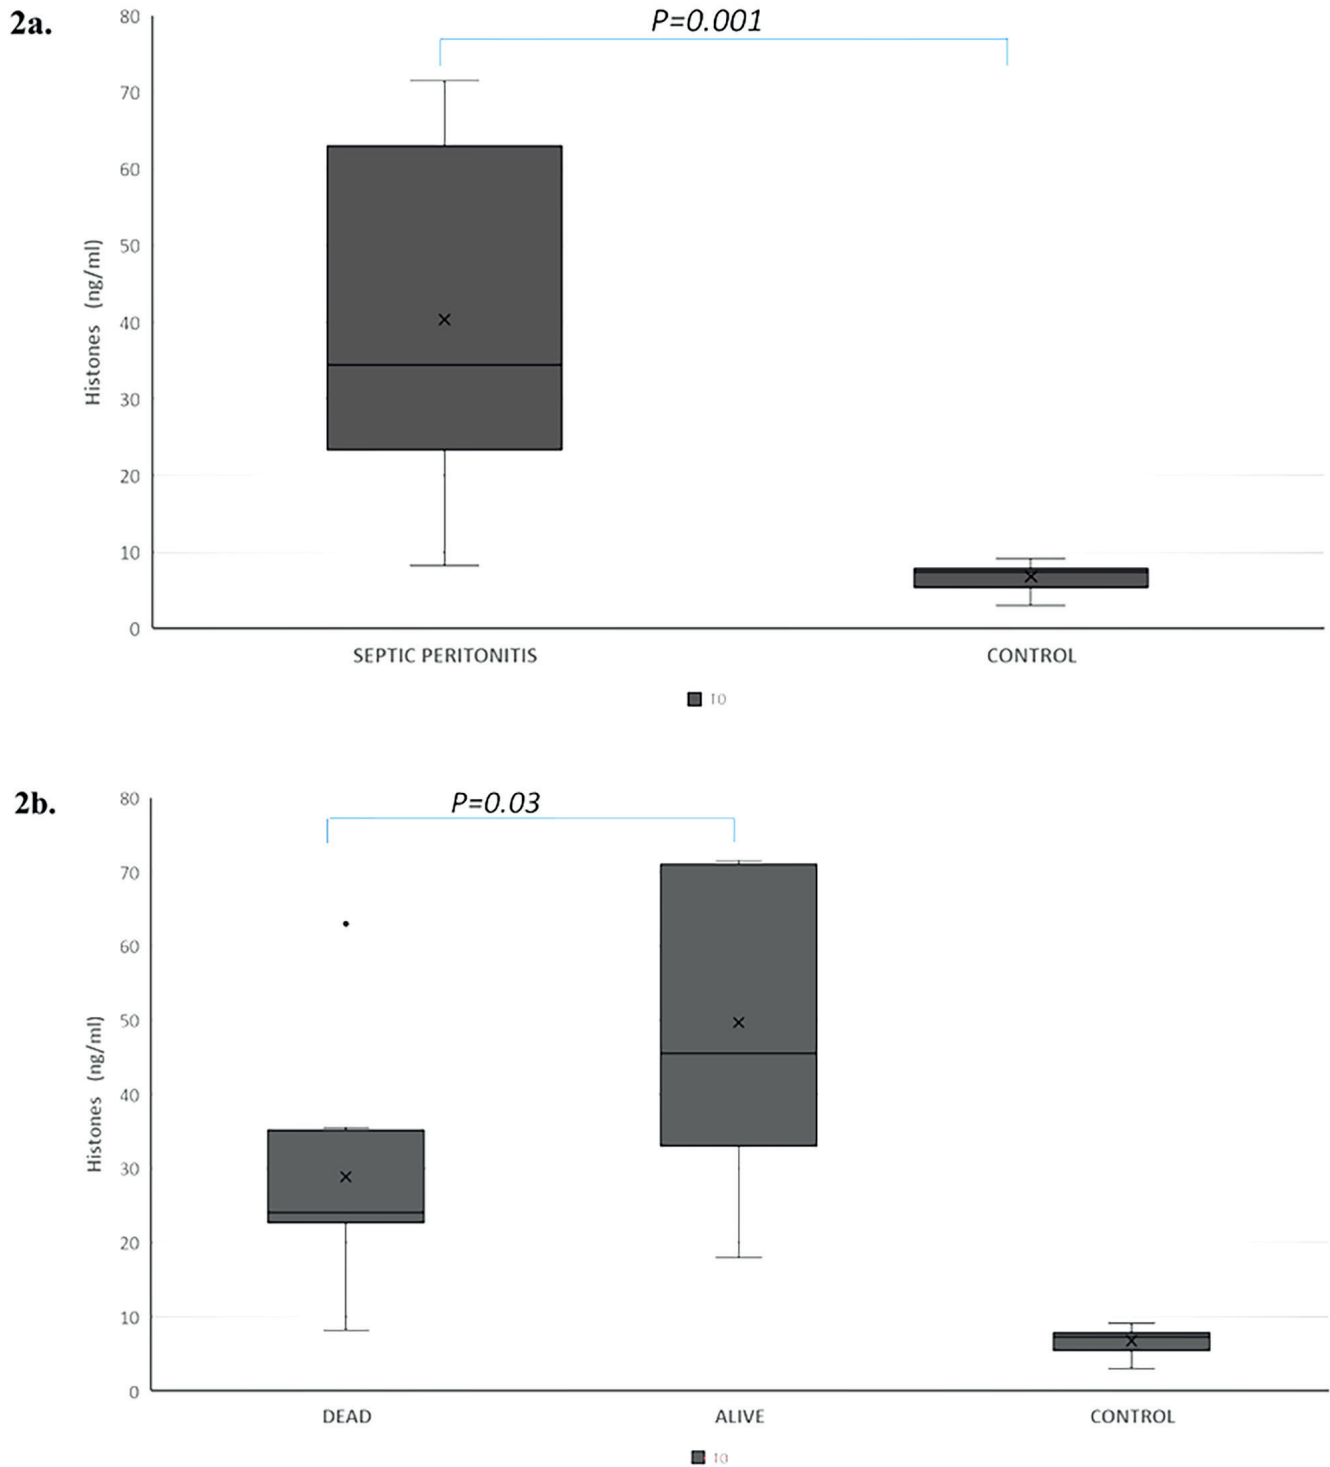 2a.
P=0.001
80
70
60
50
40
30
20
10
0
Histones (ng/ml)
SEPTIC PERITONITIS CONTROL
T0
2b.
P=0.03
80
70
60
50
40
30
20
10
0
Histones (ng/ml)
DEAD ALIVE CONTROL
T0